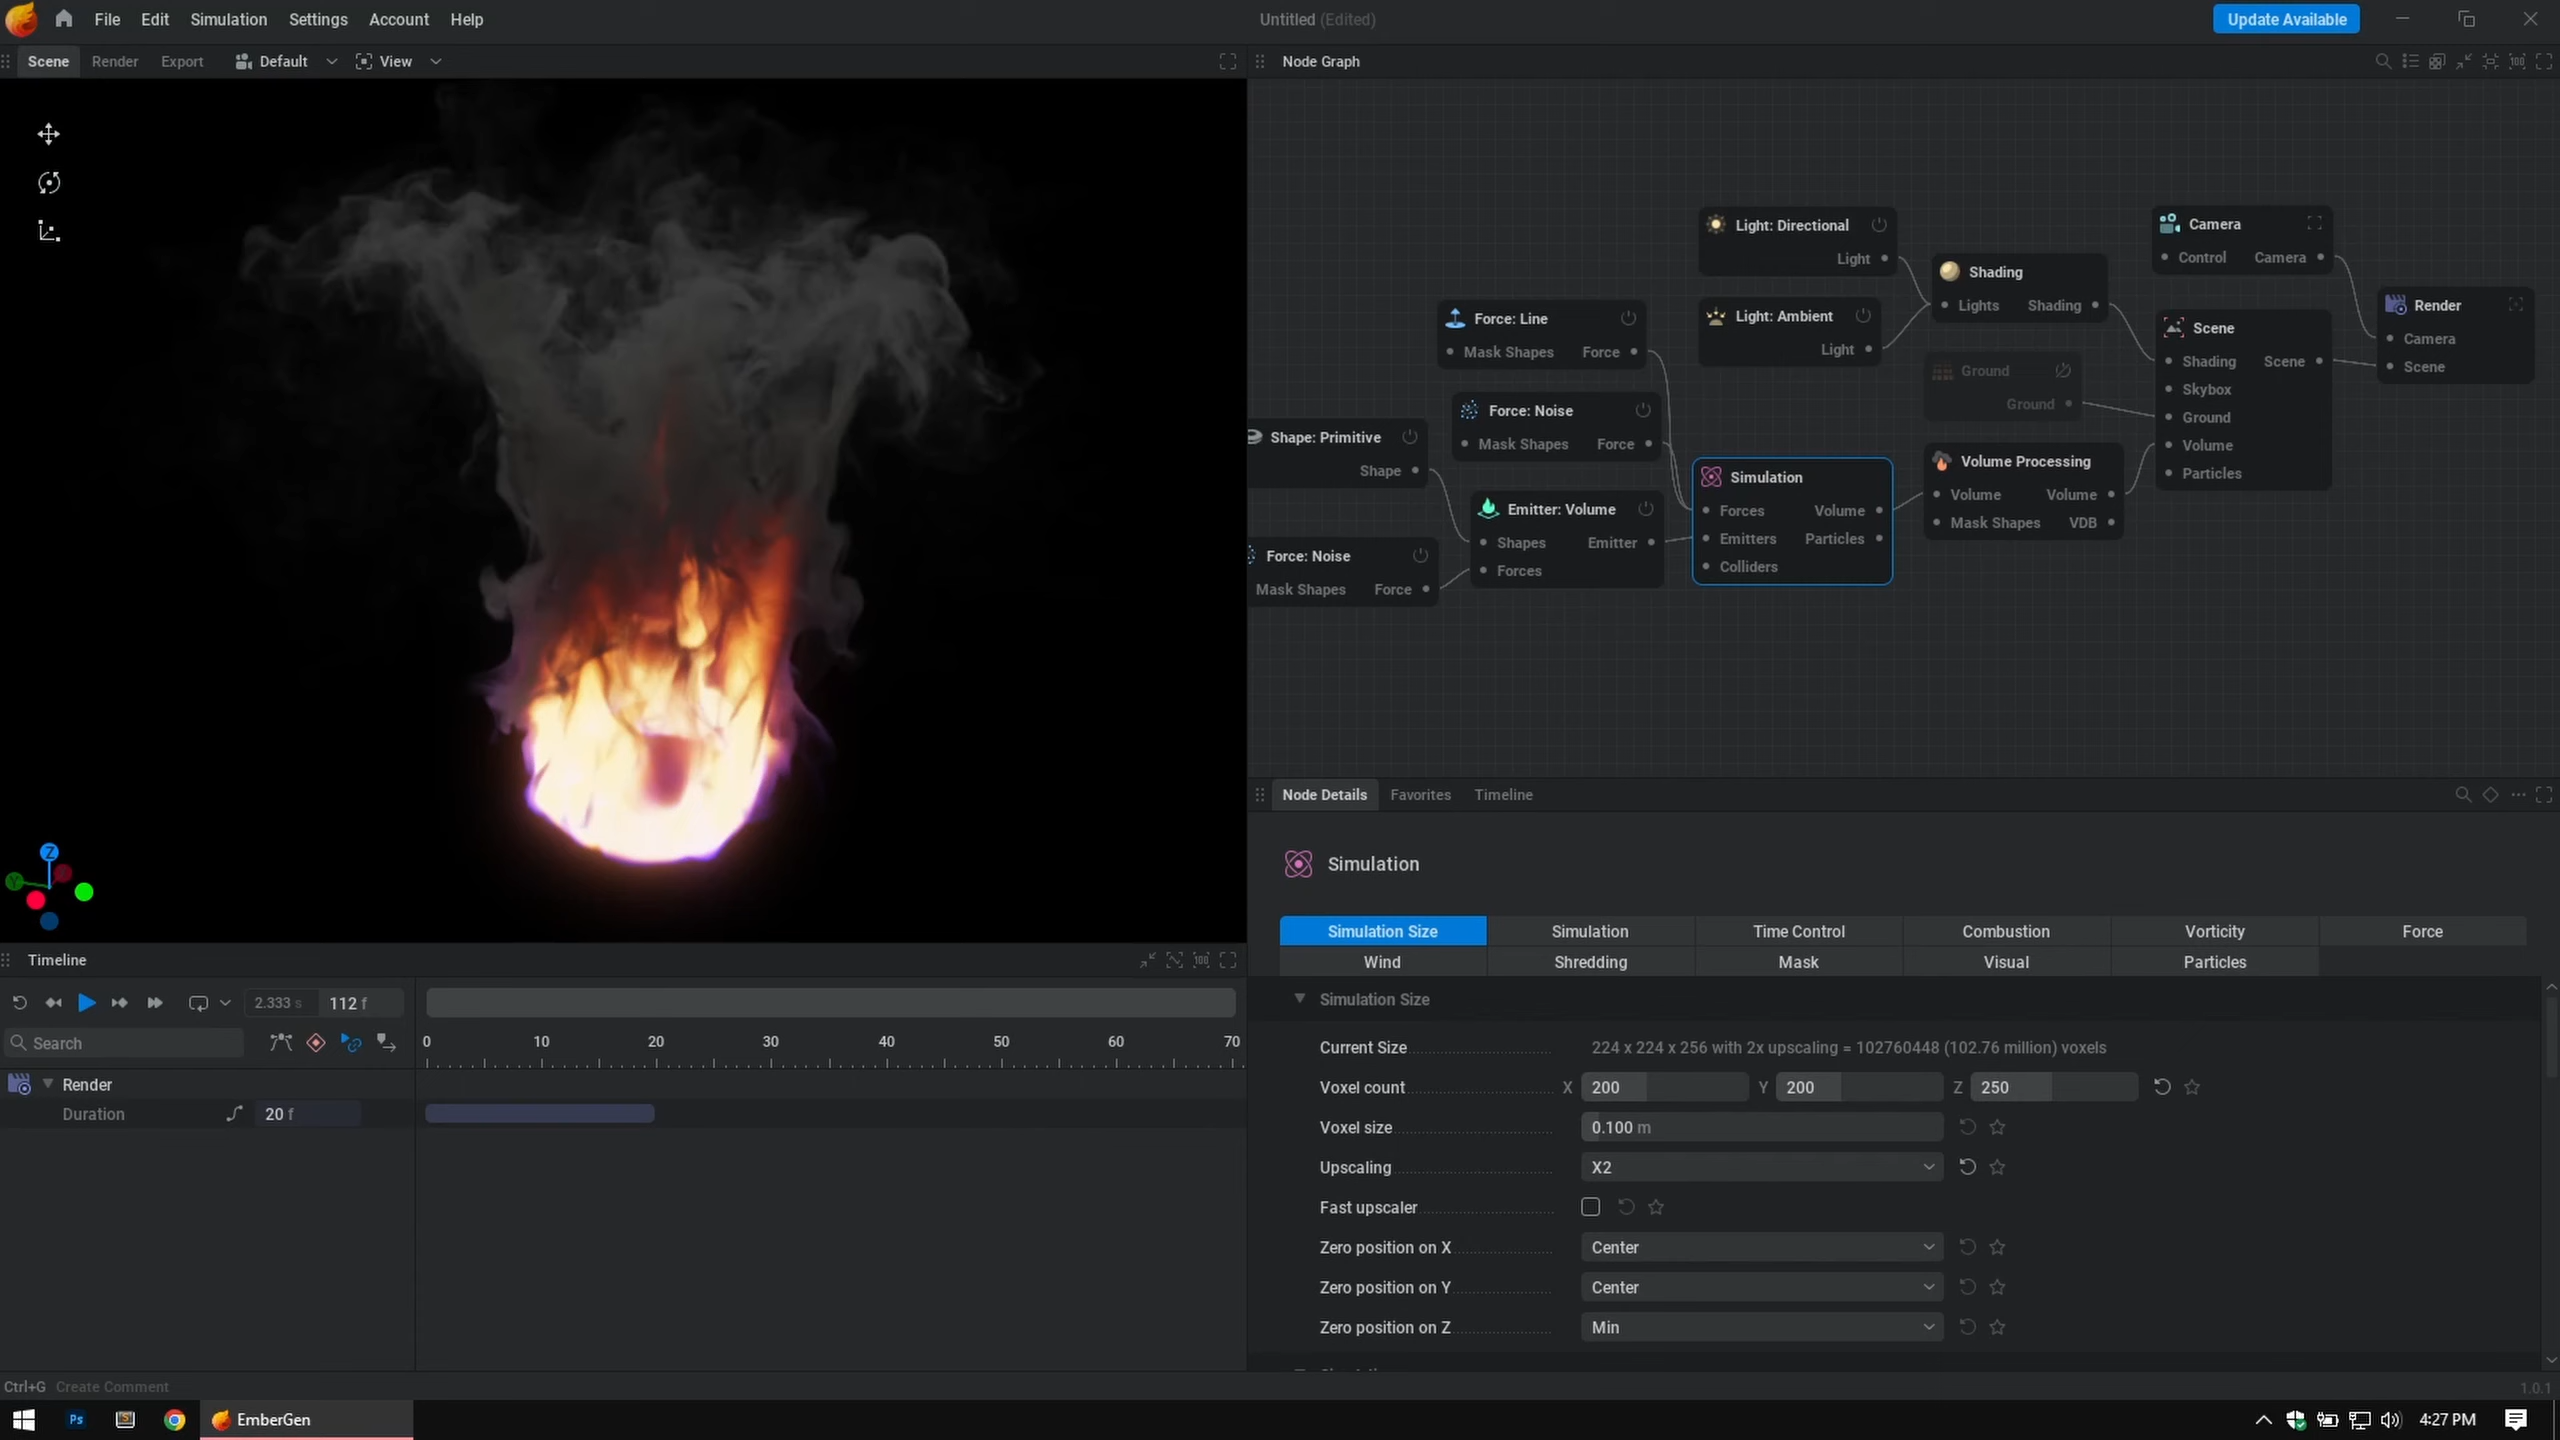 File Edit Simulation Settings Account Help
Untitled (Edited)
Update Available
Scene Render Export Default View
Node Graph
Light: Directional
Light
Light: Ambient
Light
Shading
Lights Shading
Camera
Control Camera
Render
Camera
Scene
Scene
Shading Scene
Skybox
Ground
Volume
Particles
Ground
Ground
Force: Line
Mask Shapes Force
Force: Noise
Mask Shapes Force
Shape: Primitive
Shape
Emitter: Volume
Shapes Emitter
Forces
Force: Noise
Mask Shapes Force
Simulation
Forces Volume
Emitters Particles
Colliders
Volume Processing
Volume Volume
Mask Shapes VDB
Z
Y
Node Details Favorites Timeline
Simulation
Simulation Size Simulation Time Control Combustion Vorticity Force
Wind Shredding Mask Visual Particles
Simulation Size
Current Size 224 x 224 x 256 with 2x upscaling = 102760448 (102.76 million) voxels
Voxel count X 200 Y 200 Z 250
Voxel size 0.100 m
Upscaling X2
Fast upscaler
Zero position on X Center
Zero position on Y Center
Zero position on Z Min
Timeline
2.333 s 112 f
Search
0 10 20 30 40 50 60 70
Render
Duration 20 f
Ctrl+G Create Comment
1.0.1
Ps
EmberGen
4:27 PM